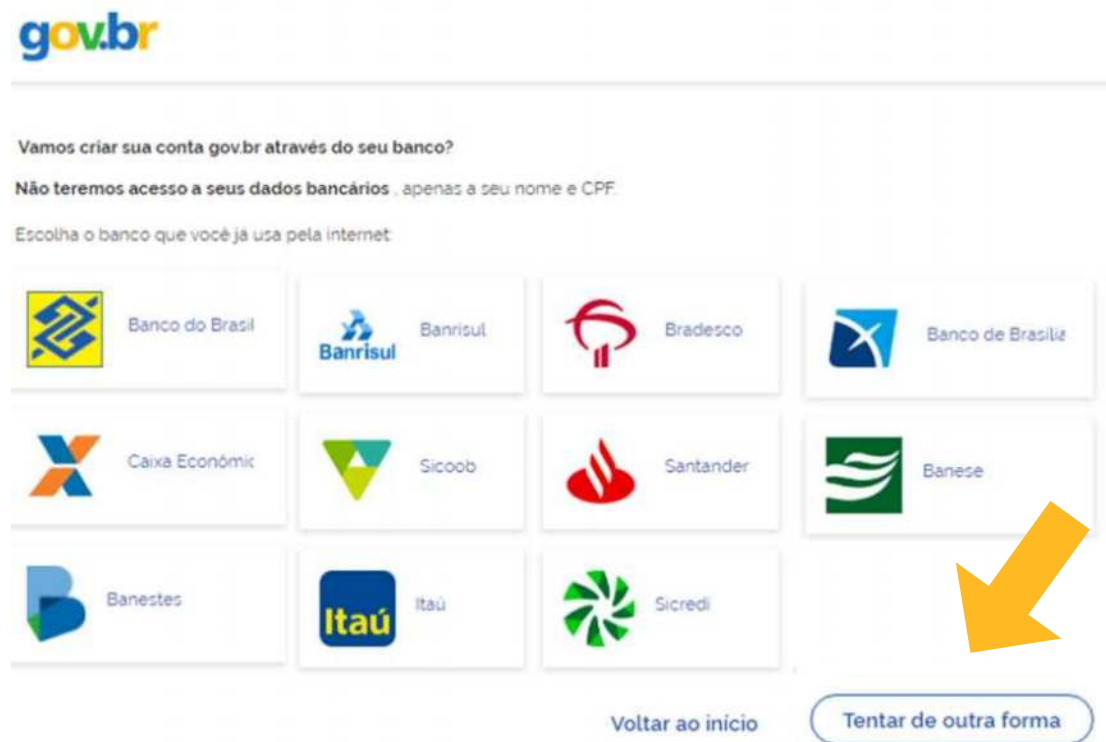 gov.br
Vamos criar sua conta gov.br através do seu banco?
Não teremos acesso a seus dados bancários , apenas a seu nome e CPF.
Escolha o banco que você já usa pela internet:
Banco do Brasil
Banrisul
Banrisul
Bradesco
Banco de Brasília
Caixa Econômic
Sicoob
Santander
Banese
Banestes
Itaú
Itaú
Sicredi
Voltar ao início
Tentar de outra forma